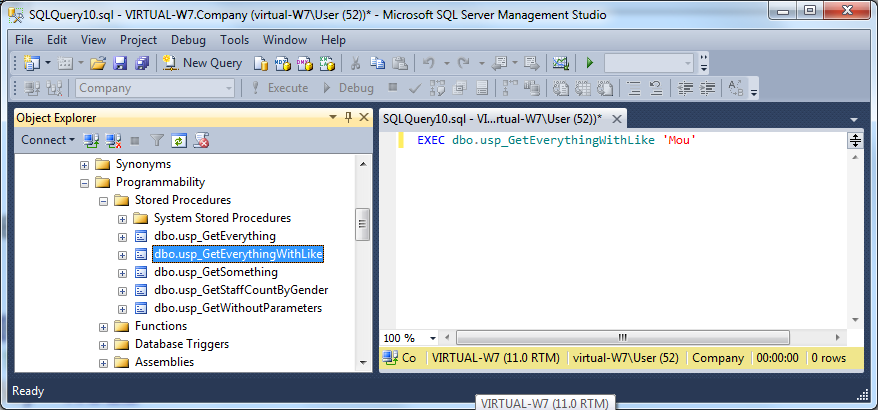 SQLQuery10.sql - VIRTUAL-W7.Company (virtual-W7\User (52))* - Microsoft SQL Server Management Studio
File Edit View Project Debug Tools Window Help
New Query
Company Execute Debug
Object Explorer
Connect
Synonyms
Programmability
Stored Procedures
System Stored Procedures
dbo.usp_GetEverything
dbo.usp_GetEverythingWithLike
dbo.usp_GetSomething
dbo.usp_GetStaffCountByGender
dbo.usp_GetWithoutParameters
Functions
Database Triggers
Assemblies
SQLQuery10.sql - VI...rtual-W7\User (52))*
EXEC dbo.usp_GetEverythingWithLike 'Mou'
100 %
Co VIRTUAL-W7 (11.0 RTM) virtual-W7\User (52) Company 00:00:00 0 rows
Ready
VIRTUAL-W7 (11.0 RTM)